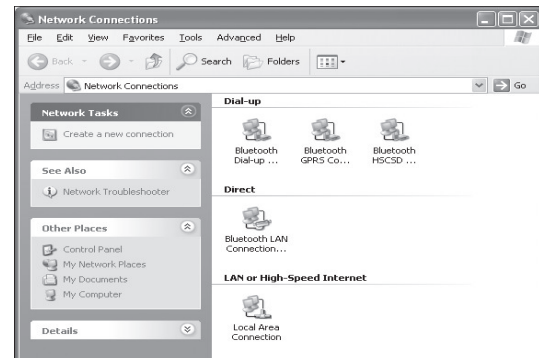 Network Connections
File Edit View Favorites Tools Advanced Help
Back Search Folders
Address Network Connections Go
Network Tasks
Create a new connection
See Also
Network Troubleshooter
Other Places
Control Panel
My Network Places
My Documents
My Computer
Details
Dial-up
Bluetooth Dial-up ...
Bluetooth GPRS Co...
Bluetooth HSCSD ...
Direct
Bluetooth LAN
Connection...
LAN or High-Speed Internet
Local Area
Connection